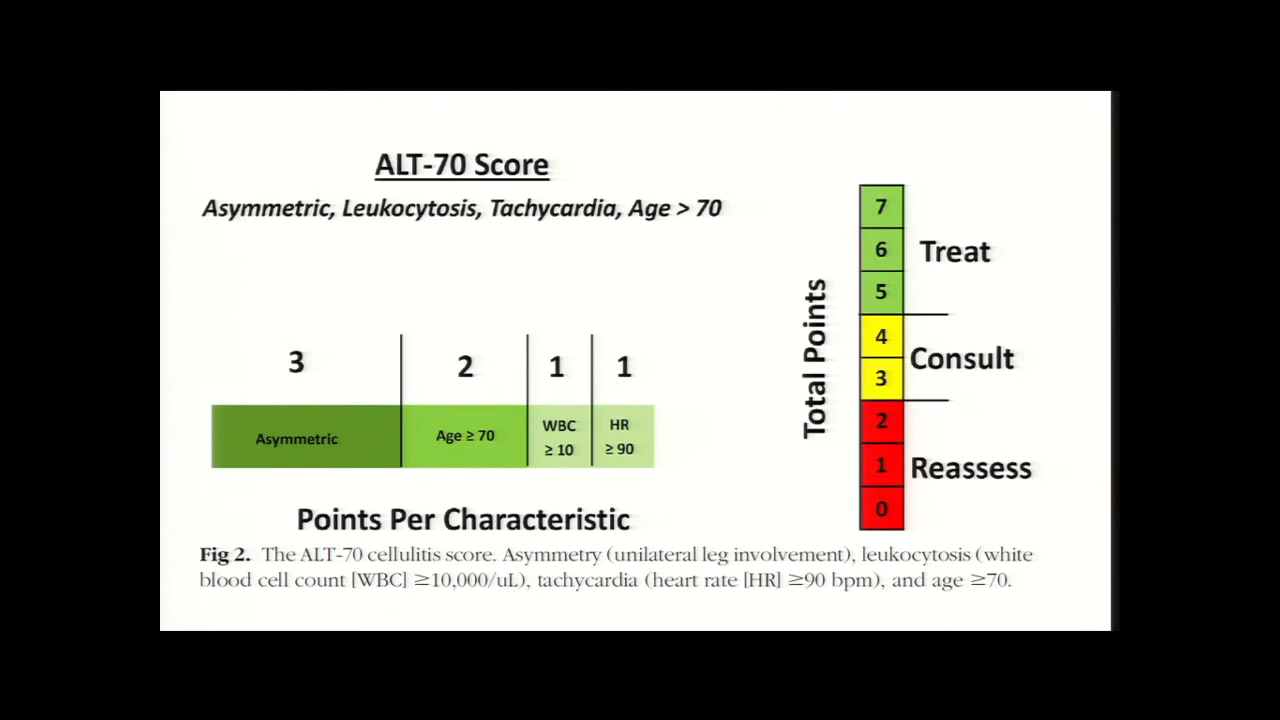 ALT-70 Score
Asymmetric, Leukocytosis, Tachycardia, Age > 70
3
2
1
1
Asymmetric
Age ≥ 70
WBC
≥ 10
HR
≥ 90
Points Per Characteristic
Total Points
7
6
5
4
3
2
1
0
Treat
Consult
Reassess
Fig 2. The ALT-70 cellulitis score. Asymmetry (unilateral leg involvement), leukocytosis (white
blood cell count [WBC] ≥10,000/uL), tachycardia (heart rate [HR] ≥90 bpm), and age ≥70.